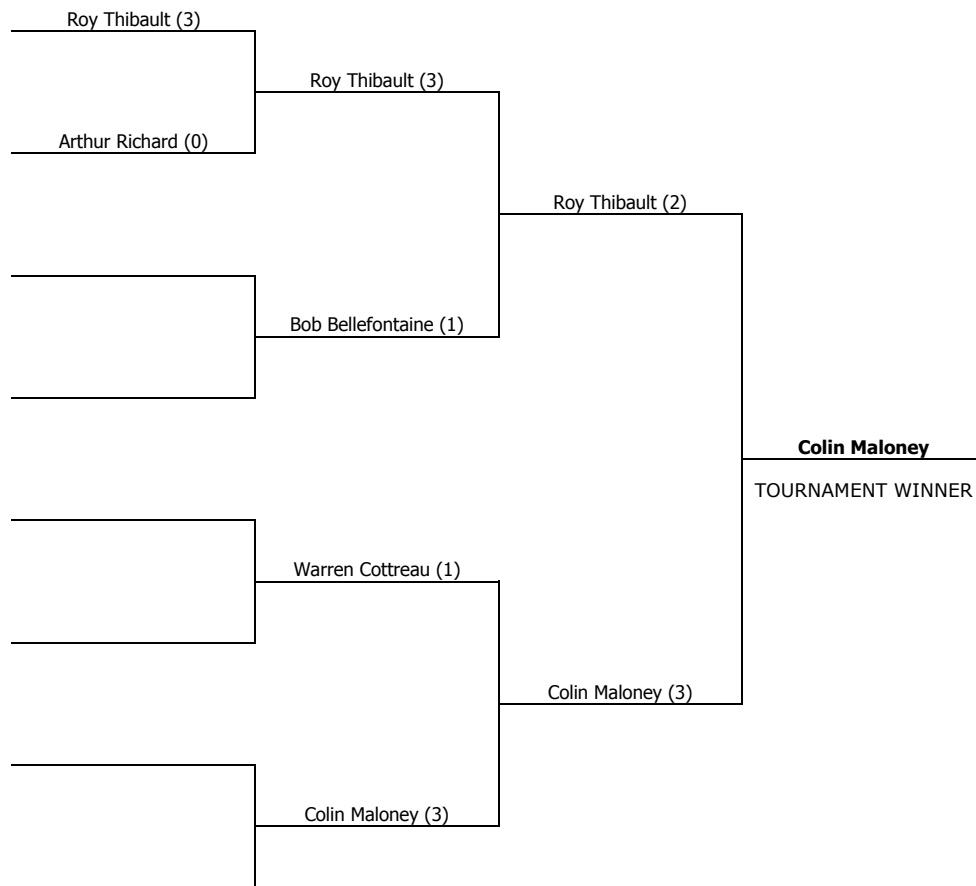 Roy Thibault (3)
Roy Thibault (3)
Arthur Richard (0)
Roy Thibault (2)
Bob Bellefontaine (1)
Colin Maloney
TOURNAMENT WINNER
Warren Cottreau (1)
Colin Maloney (3)
Colin Maloney (3)